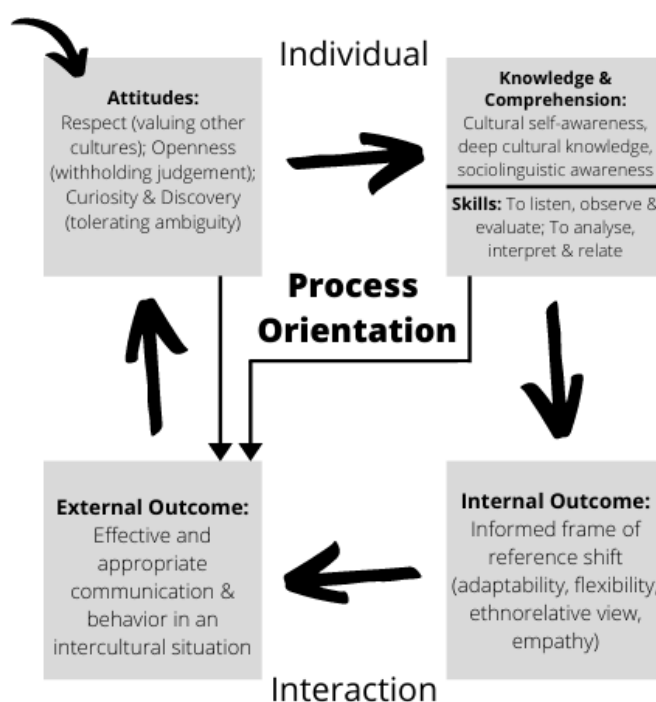 Individual
Attitudes:
Respect (valuing other
cultures); Openness
(withholding judgement);
Curiosity & Discovery
(tolerating ambiguity)
Knowledge &
Comprehension:
Cultural self-awareness,
deep cultural knowledge,
sociolinguistic awareness
Skills: To listen, observe &
evaluate; To analyse,
interpret & relate
Process
Orientation
External Outcome:
Effective and
appropriate
communication &
behavior in an
intercultural situation
Internal Outcome:
Informed frame of
reference shift
(adaptability, flexibility,
ethnorelative view,
empathy)
Interaction